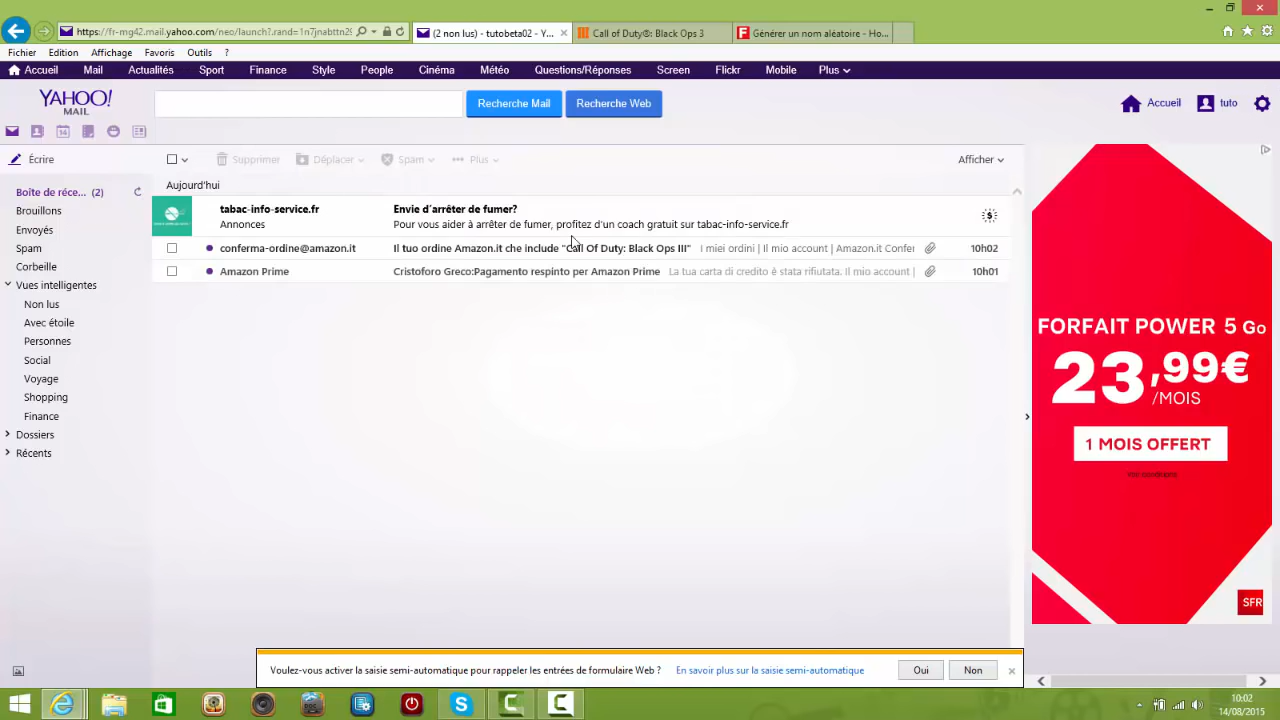 https://fr-mg42.mail.yahoo.com/neo/launch?.rand=1n7jnabttn29
(2 non lus) - tutobeta02 - Y...
Call of Duty®: Black Ops 3
Générer un nom aléatoire - Ho...
Fichier Edition Affichage Favoris Outils ?
Accueil Mail Actualités Sport Finance Style People Cinéma Météo Questions/Réponses Screen Flickr Mobile Plus
YAHOO!
MAIL
Recherche Mail
Recherche Web
Accueil
tuto
Écrire
Supprimer Déplacer Spam Plus
Afficher
Aujourd'hui
Boîte de réce... (2)
Brouillons
Envoyés
Spam
Corbeille
Vues intelligentes
Non lus
Avec étoile
Personnes
Social
Voyage
Shopping
Finance
Dossiers
Récents
tabac-info-service.fr
Annonces
Envie d'arrêter de fumer?
Pour vous aider à arrêter de fumer, profitez d'un coach gratuit sur tabac-info-service.fr
conferma-ordine@amazon.it Il tuo ordine Amazon.it che include "Call Of Duty: Black Ops III" I miei ordini | Il mio account | Amazon.it Confer 10h02
Amazon Prime Cristoforo Greco:Pagamento respinto per Amazon Prime La tua carta di credito è stata rifiutata. Il mio account | 10h01
FORFAIT POWER 5 Go
23,99€
/MOIS
1 MOIS OFFERT
Voir conditions
SFR
Voulez-vous activer la saisie semi-automatique pour rappeler les entrées de formulaire Web ? En savoir plus sur la saisie semi-automatique Oui Non
10:02
14/08/2015